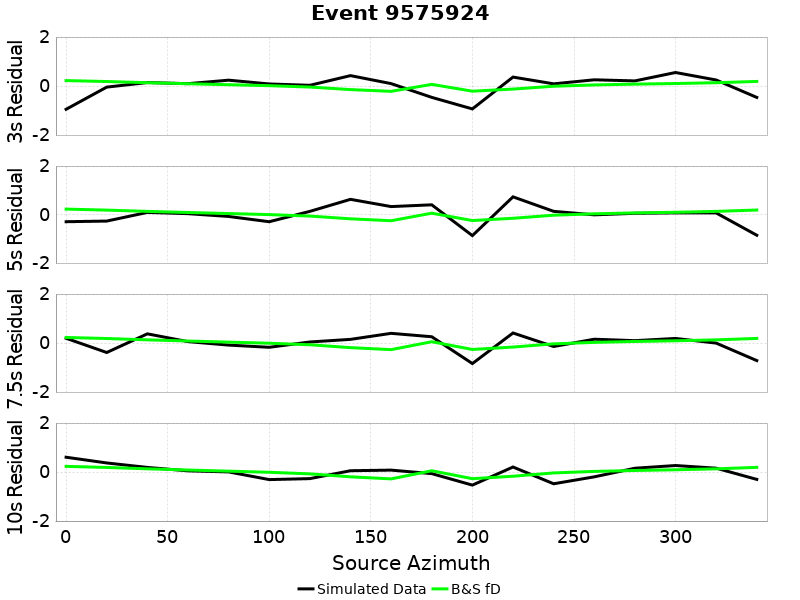 Event 9575924
3s Residual
2
0
-2
5s Residual
2
0
-2
7.5s Residual
2
0
-2
10s Residual
2
0
-2
0 50 100 150 200 250 300
Source Azimuth
Simulated Data B&S fD